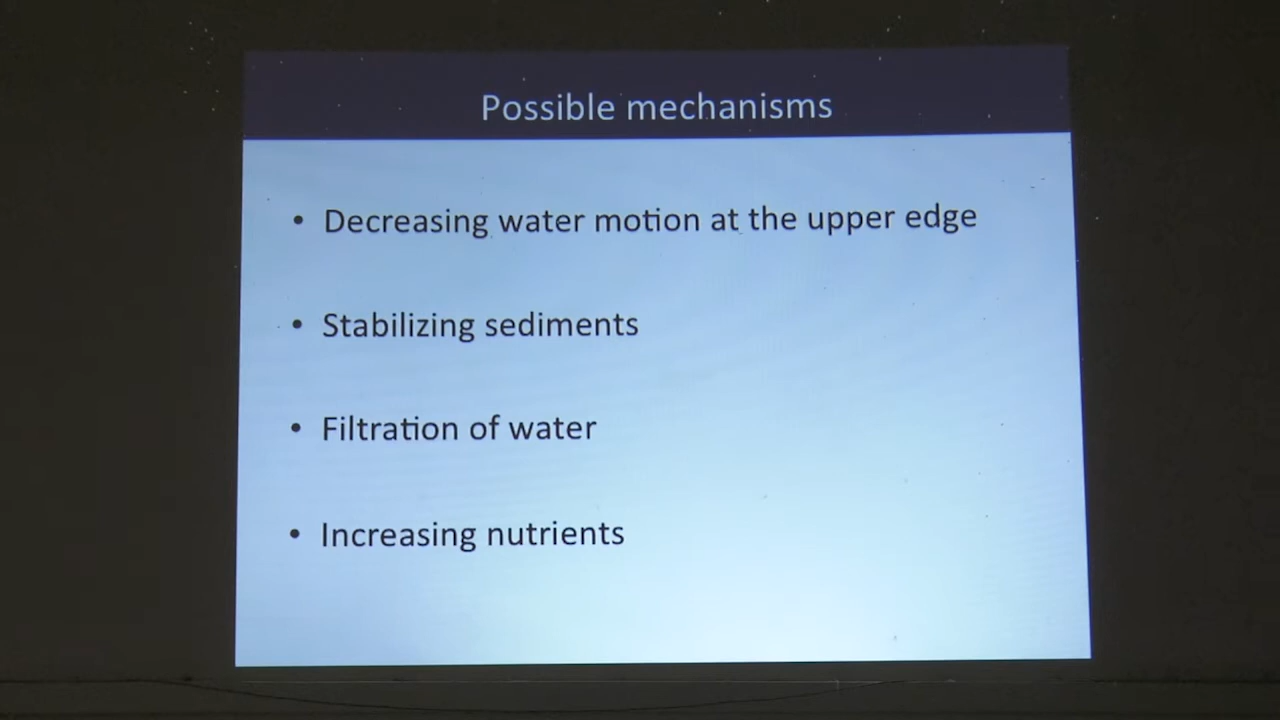 Possible mechanisms
• Decreasing water motion at the upper edge
• Stabilizing sediments
• Filtration of water
• Increasing nutrients